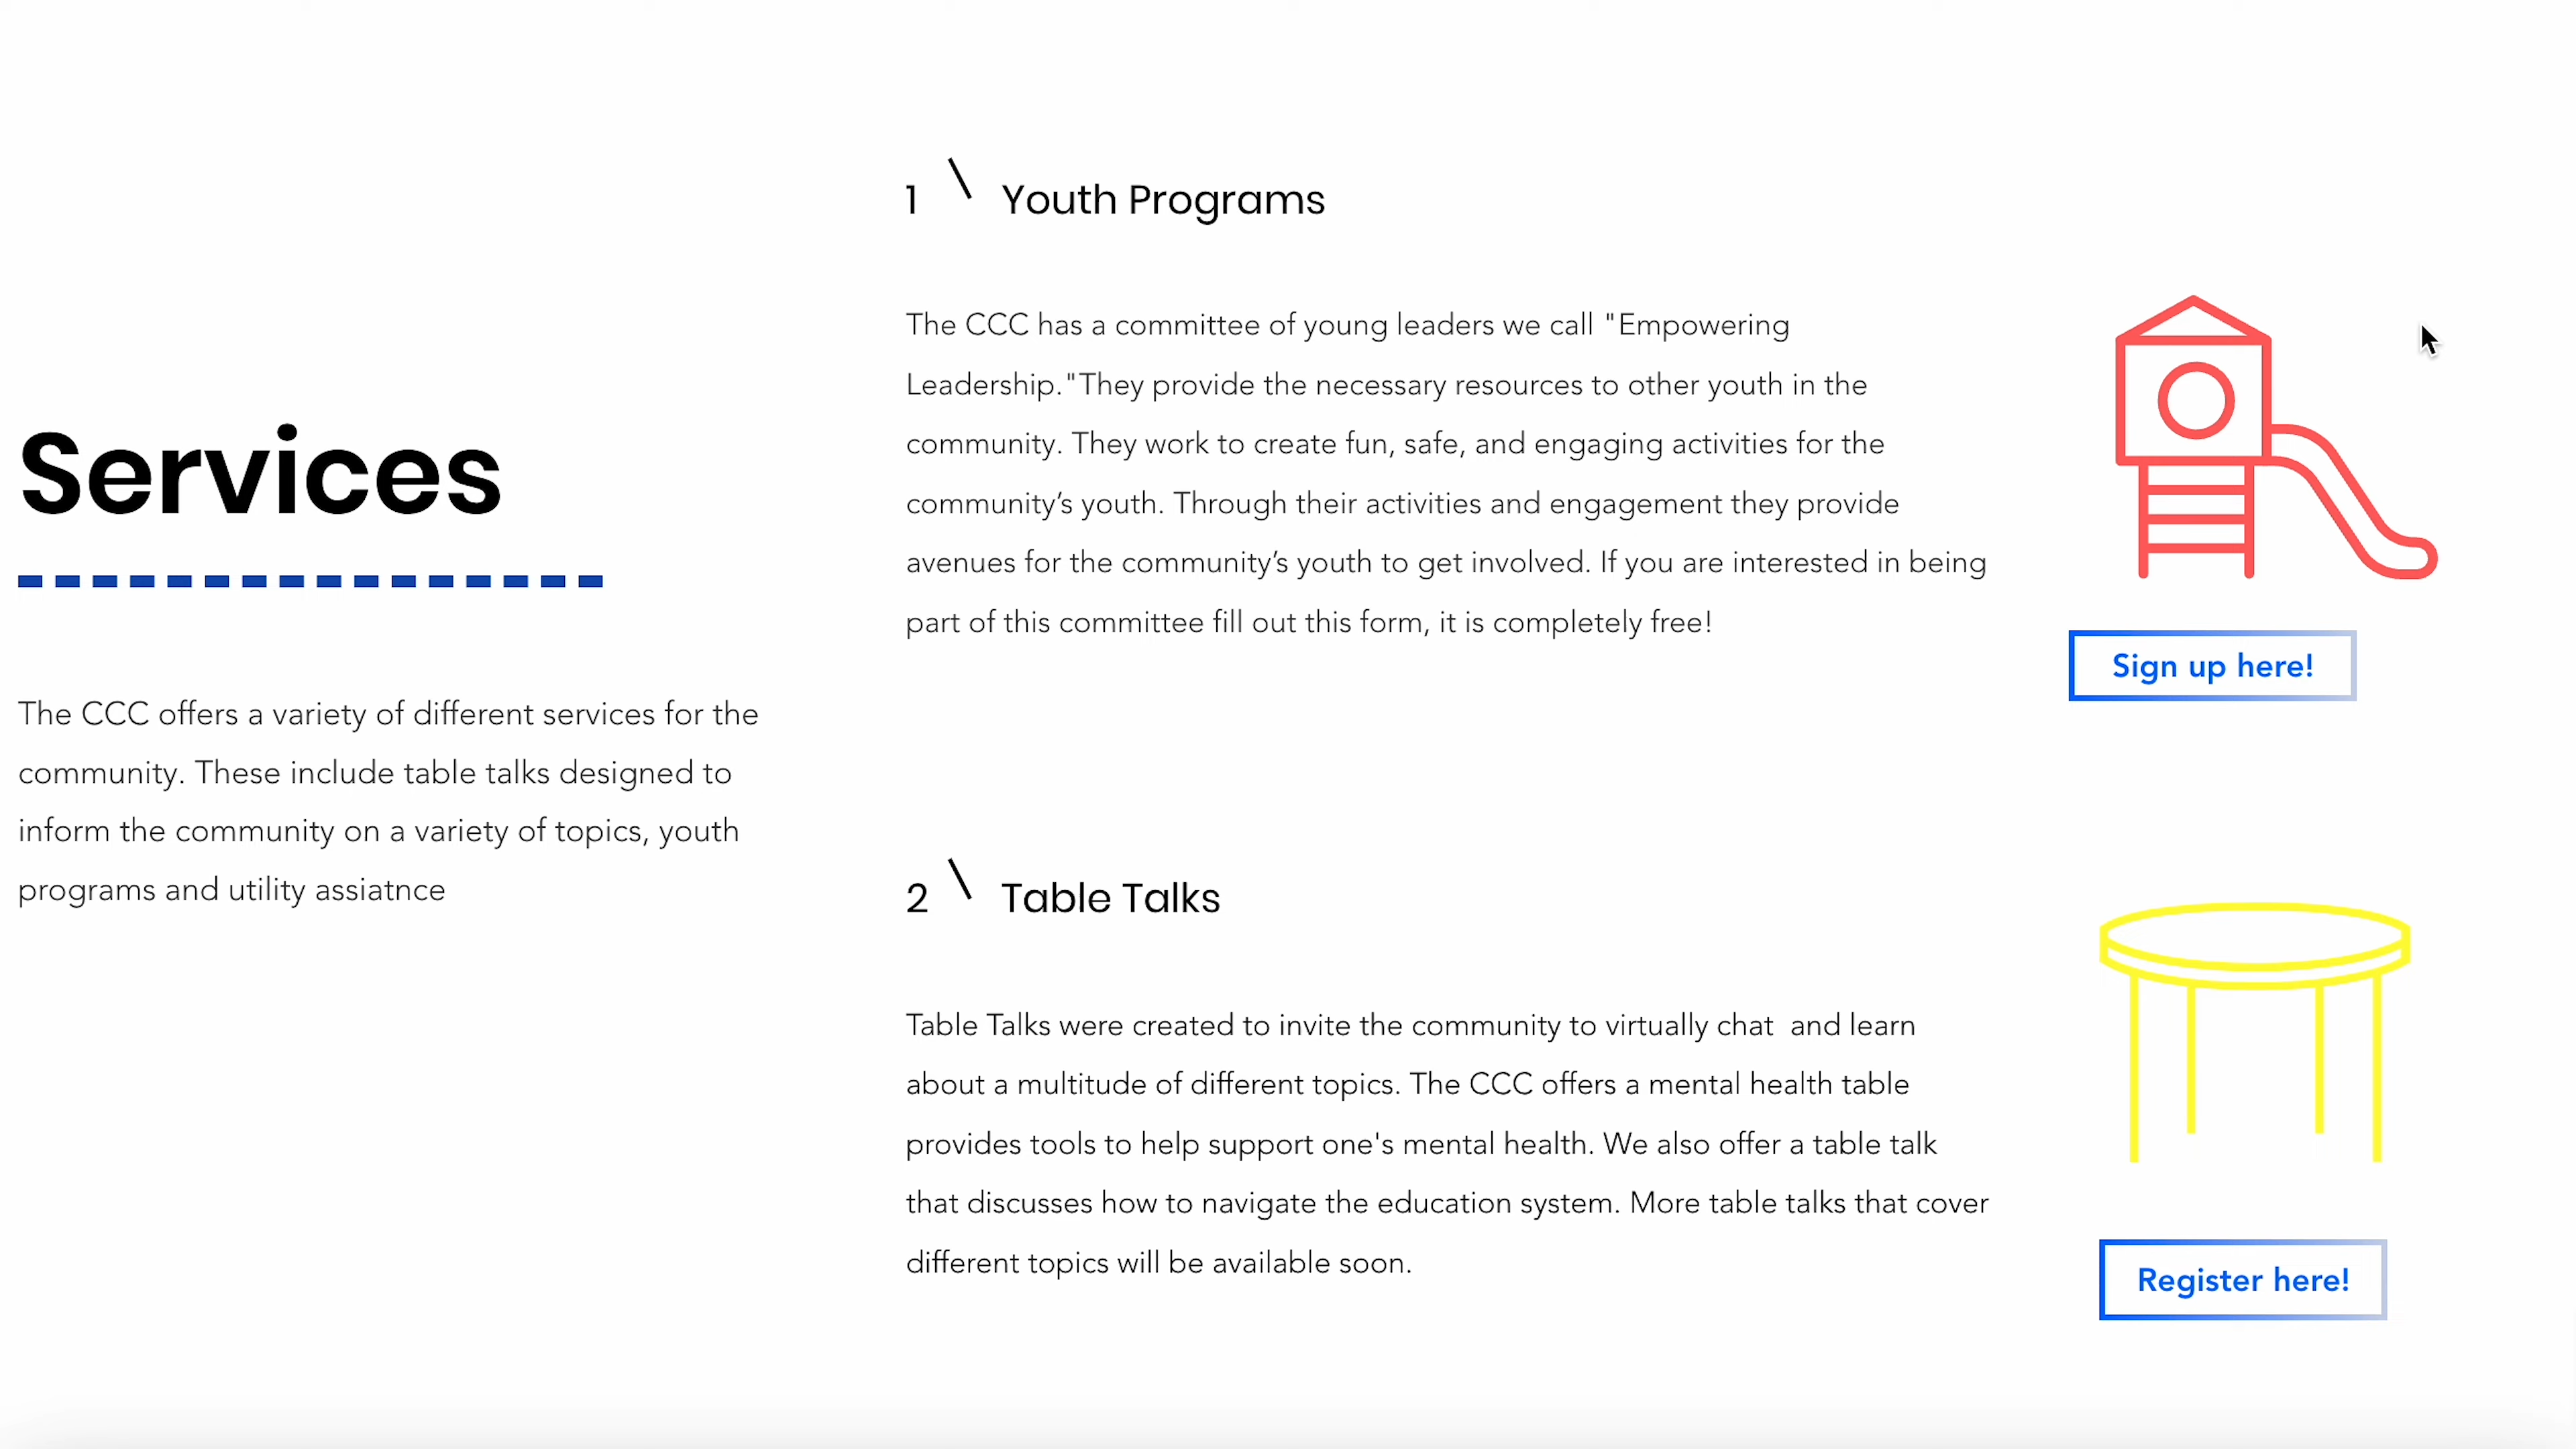 Services
The CCC offers a variety of different services for the
community. These include table talks designed to
inform the community on a variety of topics, youth
programs and utility assiatnce
1 \ Youth Programs
The CCC has a committee of young leaders we call "Empowering
Leadership."They provide the necessary resources to other youth in the
community. They work to create fun, safe, and engaging activities for the
community’s youth. Through their activities and engagement they provide
avenues for the community’s youth to get involved. If you are interested in being
part of this committee fill out this form, it is completely free!
Sign up here!
2 \ Table Talks
Table Talks were created to invite the community to virtually chat  and learn
about a multitude of different topics. The CCC offers a mental health table
provides tools to help support one's mental health. We also offer a table talk
that discusses how to navigate the education system. More table talks that cover
different topics will be available soon.
Register here!